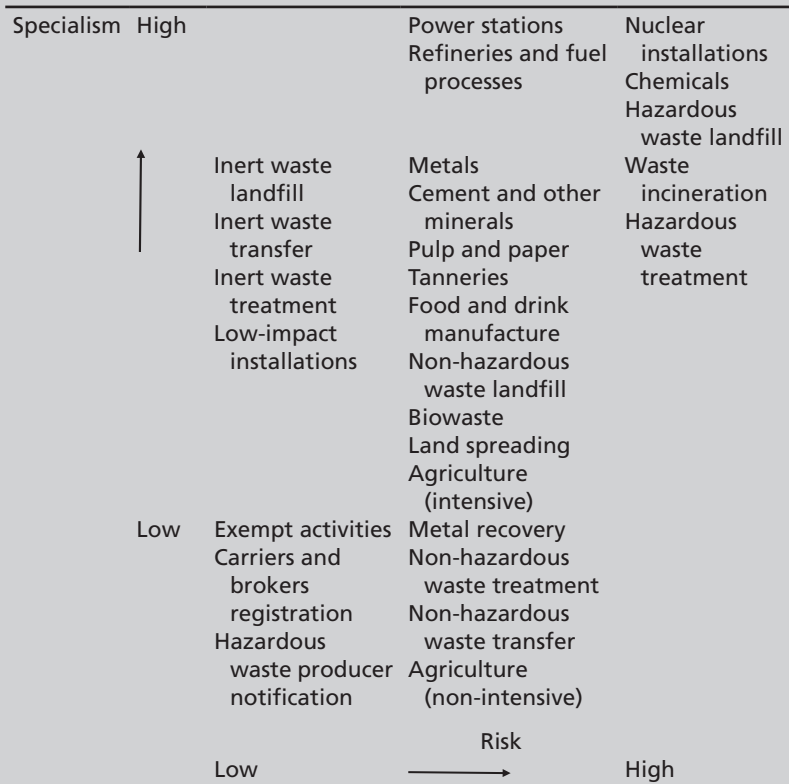 Specialism
High
Power stations
Refineries and fuel
processes
Nuclear
installations
Chemicals
Hazardous
waste landfill
Inert waste
landfill
Inert waste
transfer
Inert waste
treatment
Low-impact
installations
Metals
Cement and other
minerals
Pulp and paper
Tanneries
Food and drink
manufacture
Non-hazardous
waste landfill
Biowaste
Land spreading
Agriculture
(intensive)
Waste
incineration
Hazardous
waste
treatment
Low
Exempt activities
Carriers and
brokers
registration
Hazardous
waste producer
notification
Metal recovery
Non-hazardous
waste treatment
Non-hazardous
waste transfer
Agriculture
(non-intensive)
Risk
Low
High